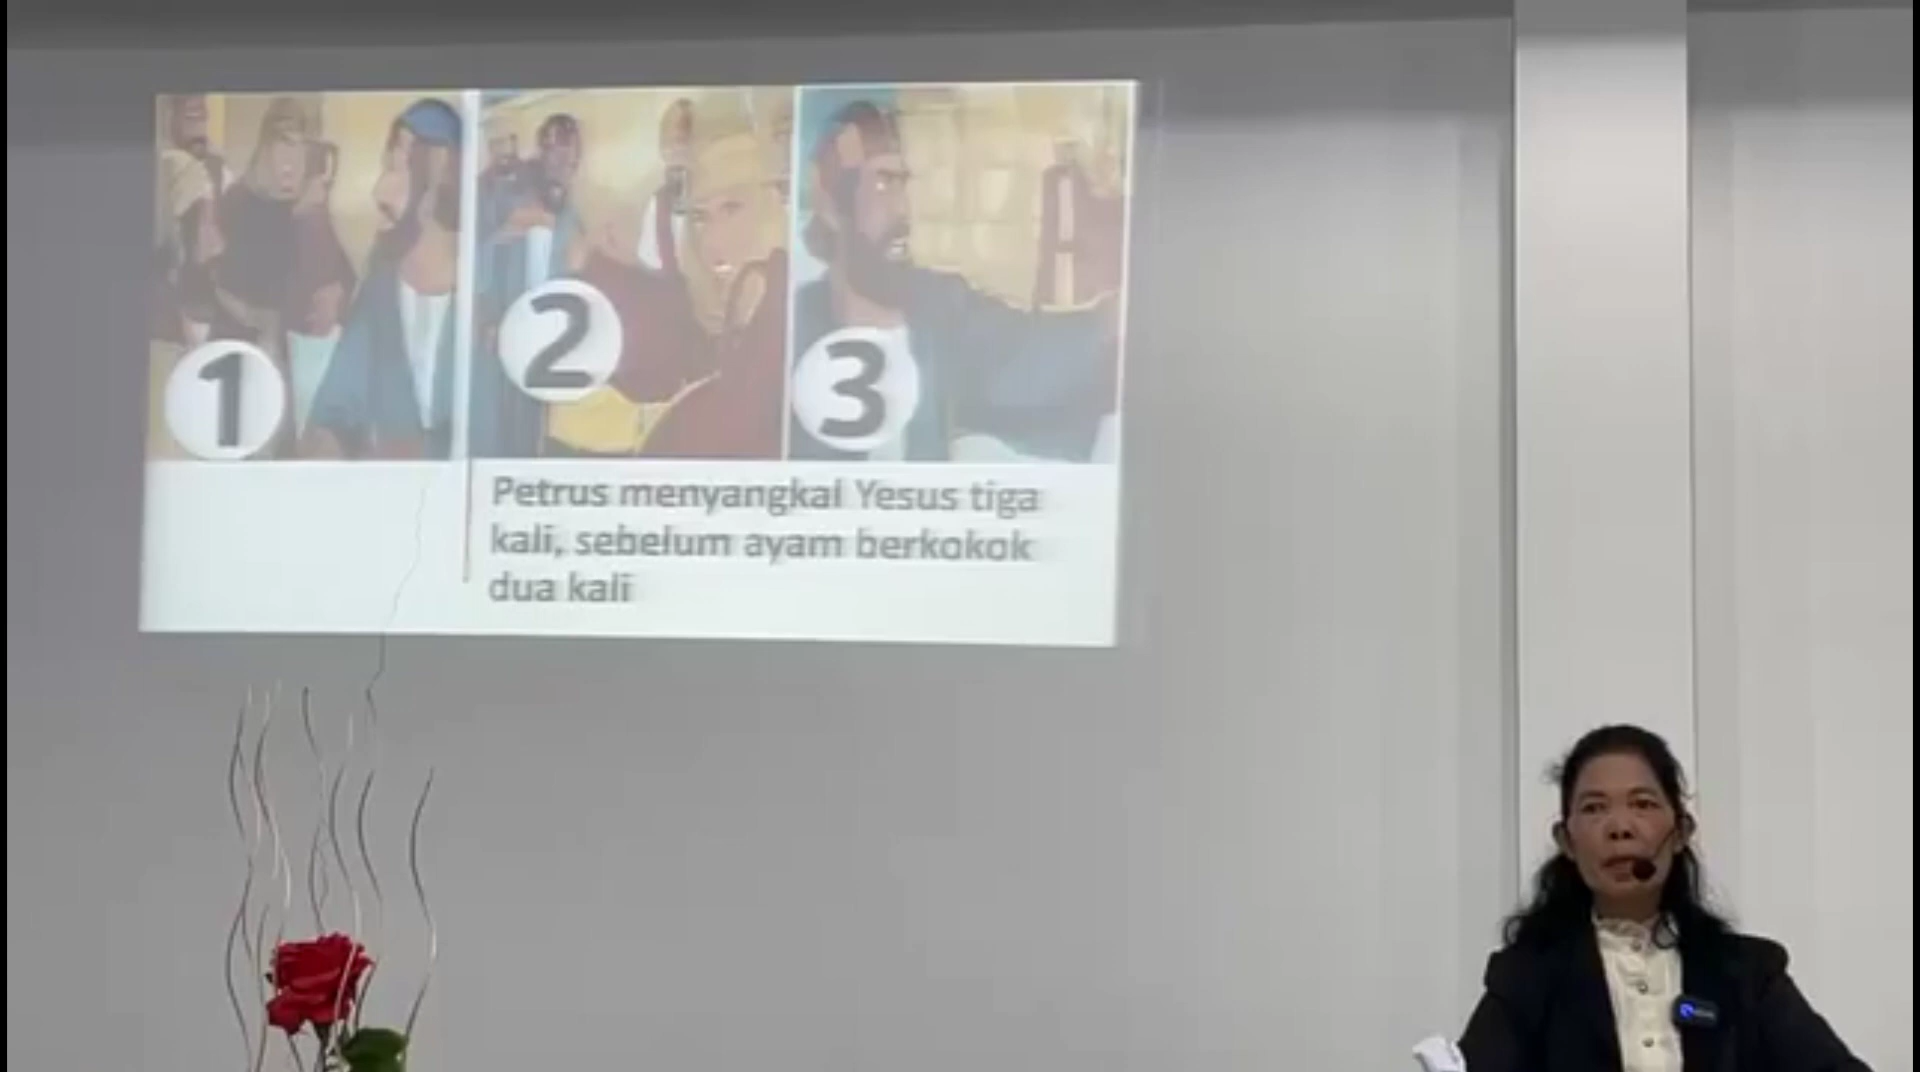 1
2
3
Petrus menyangkal Yesus tiga
kali, sebelum ayam berkokok
dua kali